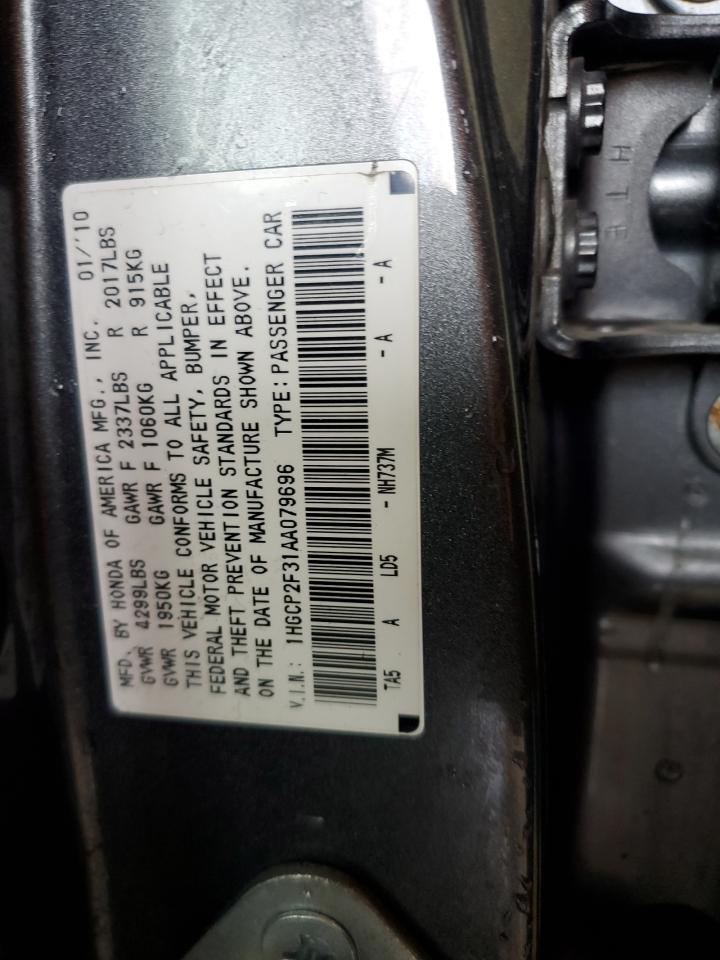 MFD. BY HONDA OF AMERICA MFG., INC. 01/'10
GVWR 4299LBS GAWR F 2337LBS R 2017LBS
GVWR 1950KG GAWR F 1060KG R 915KG
THIS VEHICLE CONFORMS TO ALL APPLICABLE
FEDERAL MOTOR VEHICLE SAFETY, BUMPER,
AND THEFT PREVENTION STANDARDS IN EFFECT
ON THE DATE OF MANUFACTURE SHOWN ABOVE.
V.I.N.: 1HGCP2F31AA079696 TYPE: PASSENGER CAR
TA5 A LD5 - NH737M - A - A
HTE